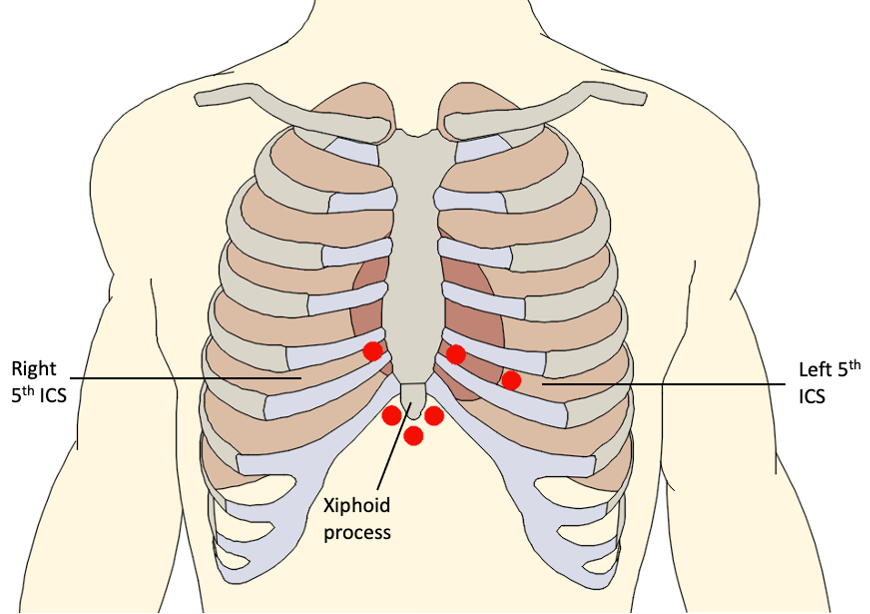 Right
5th ICS
Left 5th
ICS
Xiphoid
process